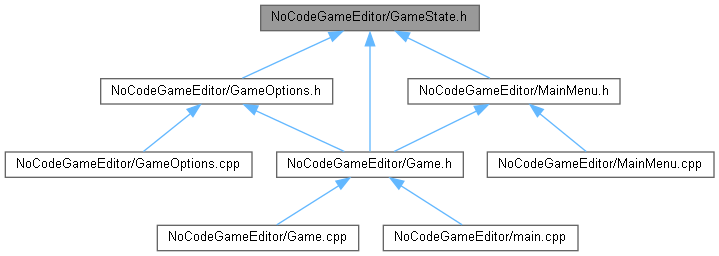 NoCodeGameEditor/GameState.h
NoCodeGameEditor/GameOptions.h
NoCodeGameEditor/MainMenu.h
NoCodeGameEditor/GameOptions.cpp
NoCodeGameEditor/Game.h
NoCodeGameEditor/MainMenu.cpp
NoCodeGameEditor/Game.cpp
NoCodeGameEditor/main.cpp